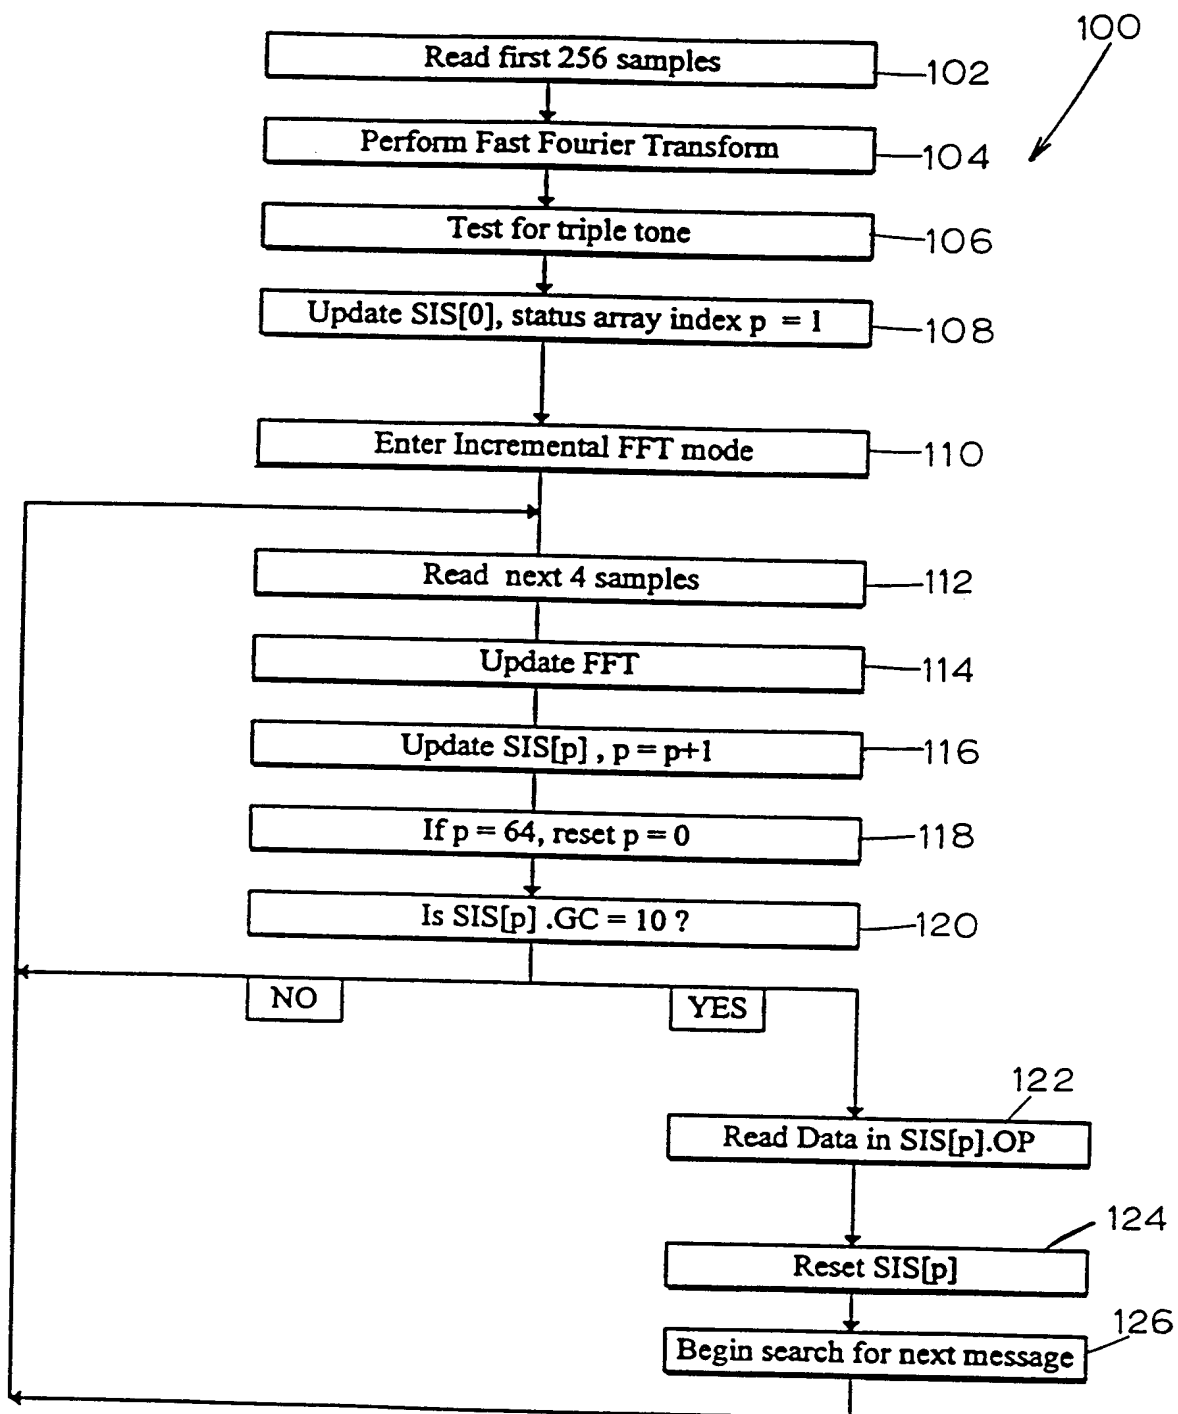 100
Read first 256 samples
102
Perform Fast Fourier Transform
104
Test for triple tone
106
Update SIS[0], status array index p = 1
108
Enter Incremental FFT mode
110
Read next 4 samples
112
Update FFT
114
Update SIS[p] , p = p+1
116
If p = 64, reset p = 0
118
Is SIS[p] .GC = 10 ?
120
NO
YES
122
Read Data in SIS[p].OP
124
Reset SIS[p]
126
Begin search for next message